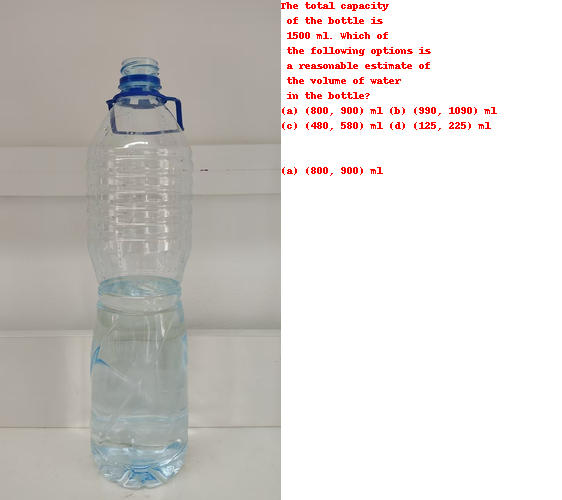 The total capacity
of the bottle is
1500 ml. Which of
the following options is
a reasonable estimate of
the volume of water
in the bottle?
(a) (800, 900) ml (b) (990, 1090) ml
(c) (480, 580) ml (d) (125, 225) ml
(a) (800, 900) ml